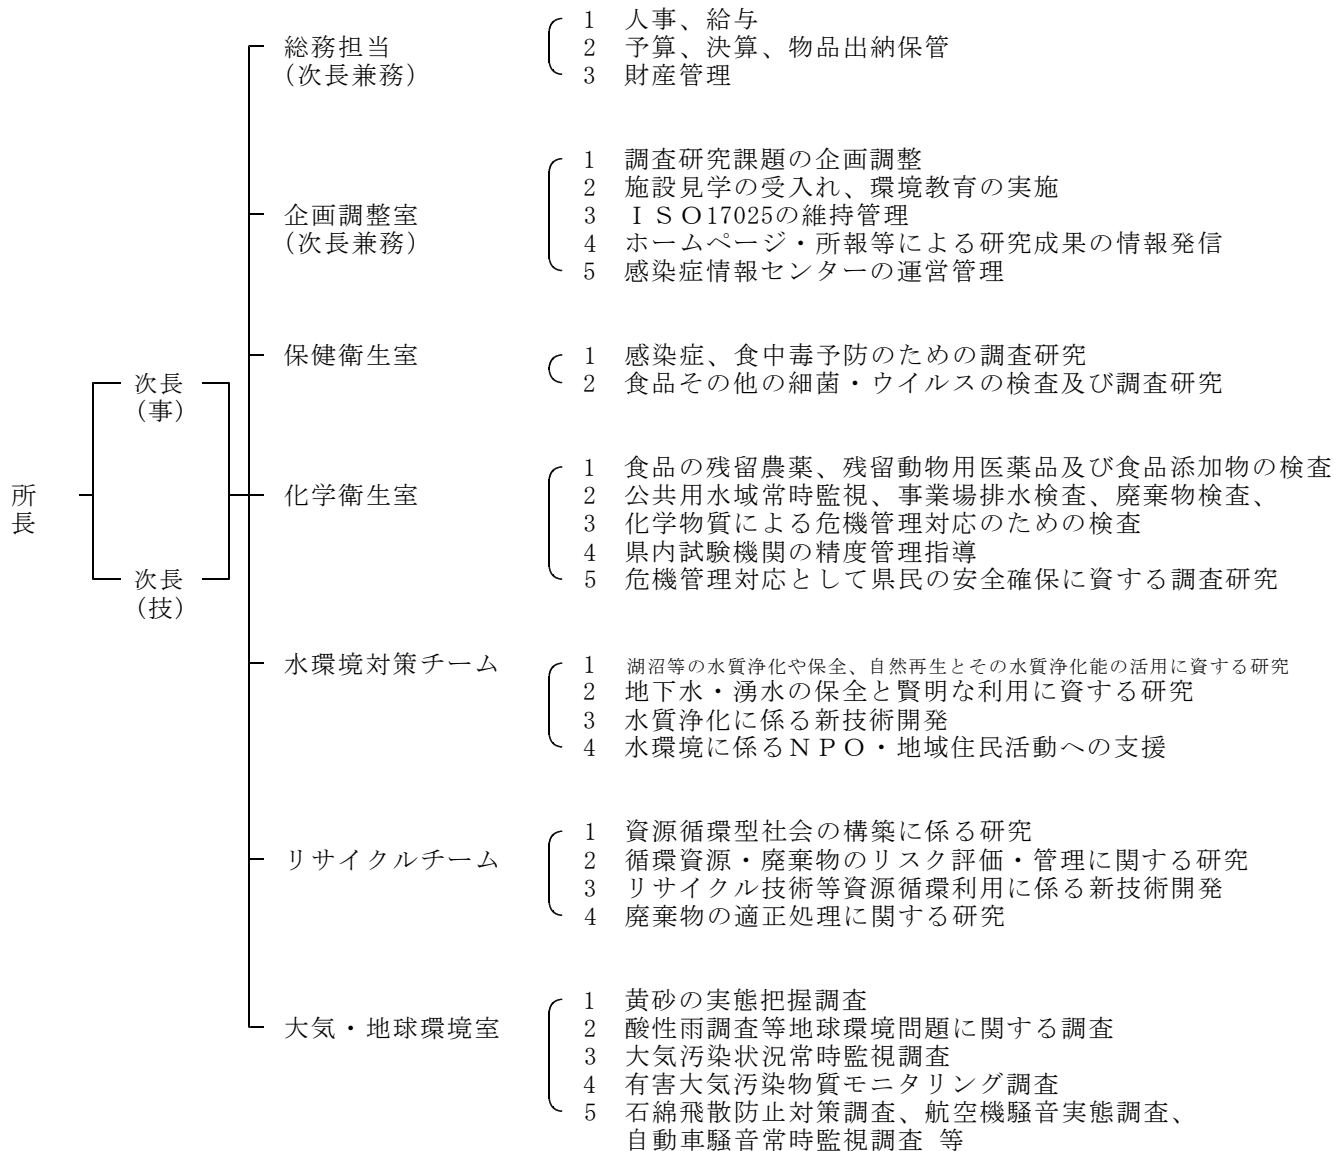 所長
次長
(事)
次長
(技)
総務担当
(次長兼務)
1 人事、給与
2 予算、決算、物品出納保管
3 財産管理
企画調整室
(次長兼務)
1 調査研究課題の企画調整
2 施設見学の受入れ、環境教育の実施
3 ＩＳＯ17025の維持管理
4 ホームページ・所報等による研究成果の情報発信
5 感染症情報センターの運営管理
保健衛生室
1 感染症、食中毒予防のための調査研究
2 食品その他の細菌・ウイルスの検査及び調査研究
化学衛生室
1 食品の残留農薬、残留動物用医薬品及び食品添加物の検査
2 公共用水域常時監視、事業場排水検査、廃棄物検査、
3 化学物質による危機管理対応のための検査
4 県内試験機関の精度管理指導
5 危機管理対応として県民の安全確保に資する調査研究
水環境対策チーム
1 湖沼等の水質浄化や保全、自然再生とその水質浄化能の活用に資する研究
2 地下水・湧水の保全と賢明な利用に資する研究
3 水質浄化に係る新技術開発
4 水環境に係るＮＰＯ・地域住民活動への支援
リサイクルチーム
1 資源循環型社会の構築に係る研究
2 循環資源・廃棄物のリスク評価・管理に関する研究
3 リサイクル技術等資源循環利用に係る新技術開発
4 廃棄物の適正処理に関する研究
大気・地球環境室
1 黄砂の実態把握調査
2 酸性雨調査等地球環境問題に関する調査
3 大気汚染状況常時監視調査
4 有害大気汚染物質モニタリング調査
5 石綿飛散防止対策調査、航空機騒音実態調査、
自動車騒音常時監視調査 等